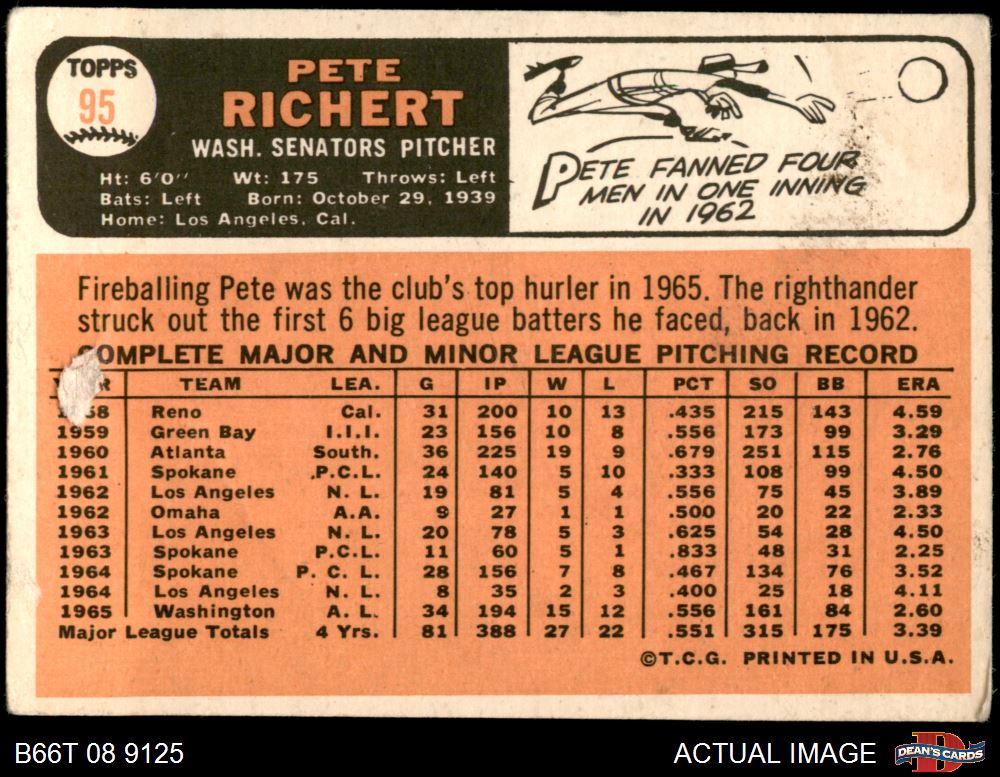 TOPPS
95
PETE
RICHERT
WASH. SENATORS PITCHER
Ht: 6'0" Wt: 175 Throws: Left
Bats: Left Born: October 29, 1939
Home: Los Angeles, Cal.
PETE FANNED FOUR
MEN IN ONE INNING
IN 1962
Fireballing Pete was the club's top hurler in 1965. The righthander
struck out the first 6 big league batters he faced, back in 1962.
COMPLETE MAJOR AND MINOR LEAGUE PITCHING RECORD
TEAM LEA. G IP W L PCT SO BB ERA
Reno Cal. 31 200 10 13 .435 215 143 4.59
1959 Green Bay I.I.I. 23 156 10 8 .556 173 99 3.29
1960 Atlanta South. 36 225 19 9 .679 251 115 2.76
1961 Spokane P.C.L. 24 140 5 10 .333 108 99 4.50
1962 Los Angeles N. L. 19 81 5 4 .556 75 45 3.89
1962 Omaha A.A. 9 27 1 1 .500 20 22 2.33
1963 Los Angeles N. L. 20 78 5 3 .625 54 28 4.50
1963 Spokane P.C.L. 11 60 5 1 .833 48 31 2.25
1964 Spokane P. C. L. 28 156 7 8 .467 134 76 3.52
1964 Los Angeles N. L. 8 35 2 3 .400 25 18 4.11
1965 Washington A. L. 34 194 15 12 .556 161 84 2.60
Major League Totals 4 Yrs. 81 388 27 22 .551 315 175 3.39
©T.C.G. PRINTED IN U.S.A.
B66T 08 9125
ACTUAL IMAGE
DEAN'S CARDS